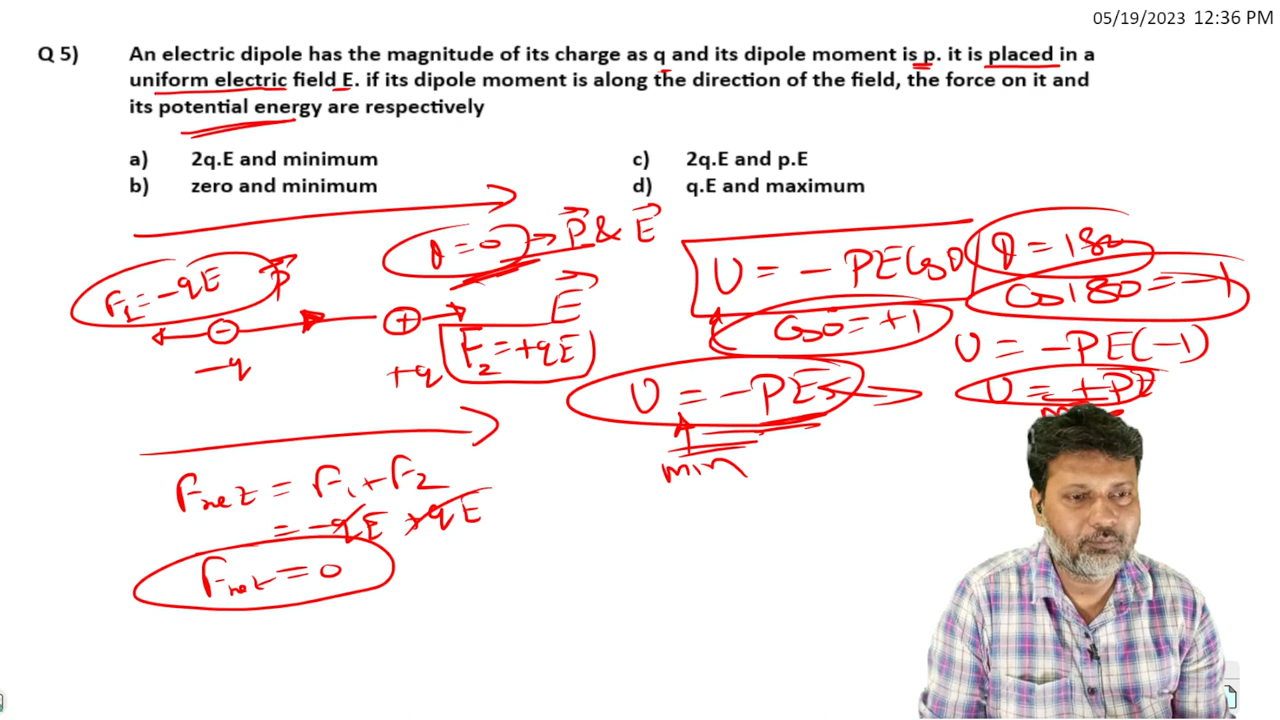 05/19/2023 12:36 PM
Q 5) An electric dipole has the magnitude of its charge as q and its dipole moment is p. it is placed in a
uniform electric field E. if its dipole moment is along the direction of the field, the force on it and
its potential energy are respectively
a) 2q.E and minimum
b) zero and minimum
c) 2q.E and p.E
d) q.E and maximum
θ = 0 → P & E
F₁ = -qE
P
E
-q
+q
F₂ = +qE
U = - PE cosθ
θ = 180
cos 180 = -1
cos 0 = +1
U = -PE(-1)
U = -PE
U = +PE
min
Fnet = F₁ + F₂
= -qE + qE
Fnet = 0